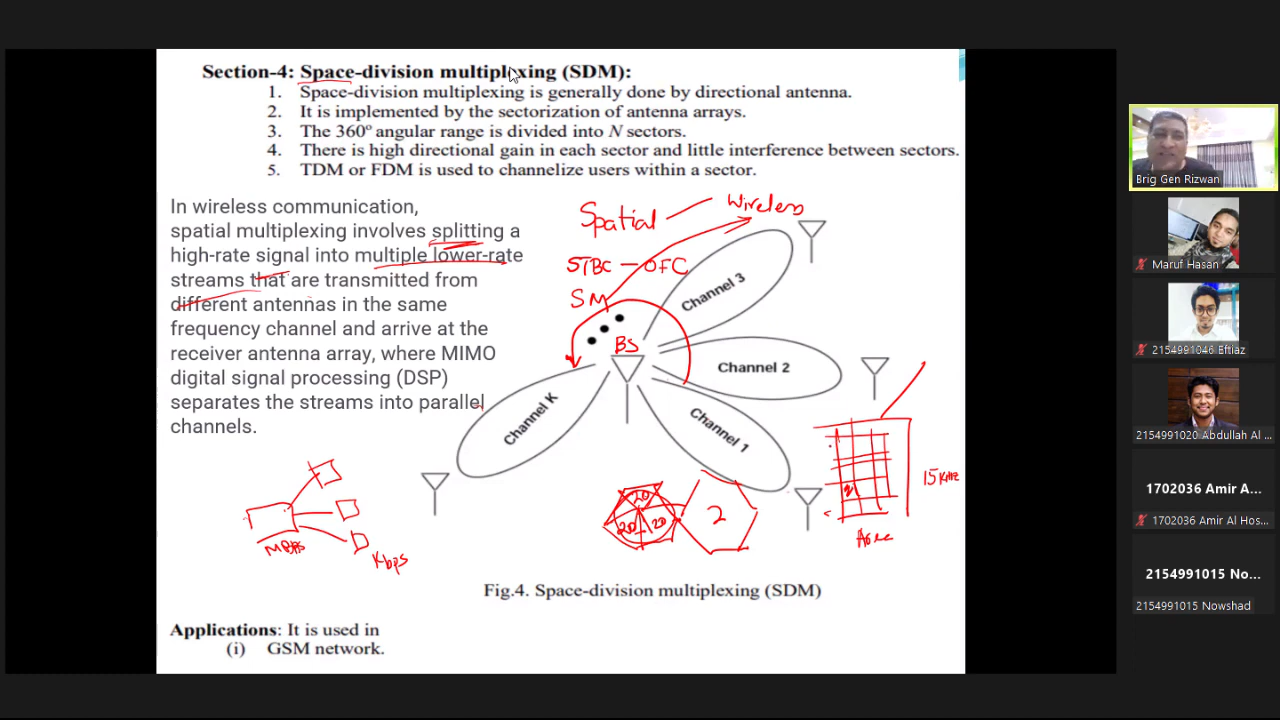 Section-4: Space-division multiplexing (SDM):
1. Space-division multiplexing is generally done by directional antenna.
2. It is implemented by the sectorization of antenna arrays.
3. The 360º angular range is divided into N sectors.
4. There is high directional gain in each sector and little interference between sectors.
5. TDM or FDM is used to channelize users within a sector.
In wireless communication,
spatial multiplexing involves splitting a
high-rate signal into multiple lower-rate
streams that are transmitted from
different antennas in the same
frequency channel and arrive at the
receiver antenna array, where MIMO
digital signal processing (DSP)
separates the streams into parallel
channels.
Spatial
Wireless
STBC - OFC
SM
BS
Channel 3
Channel 2
Channel 1
Channel K
Kbps
20
20
20
2
Fig.4. Space-division multiplexing (SDM)
Applications: It is used in
(i) GSM network.
Brig Gen Rizwan
Maruf Hasan
2154991046 Eftiaz
2154991020 Abdullah Al ...
1702036 Amir A...
1702036 Amir Al Hos...
2154991015 No...
2154991015 Nowshad